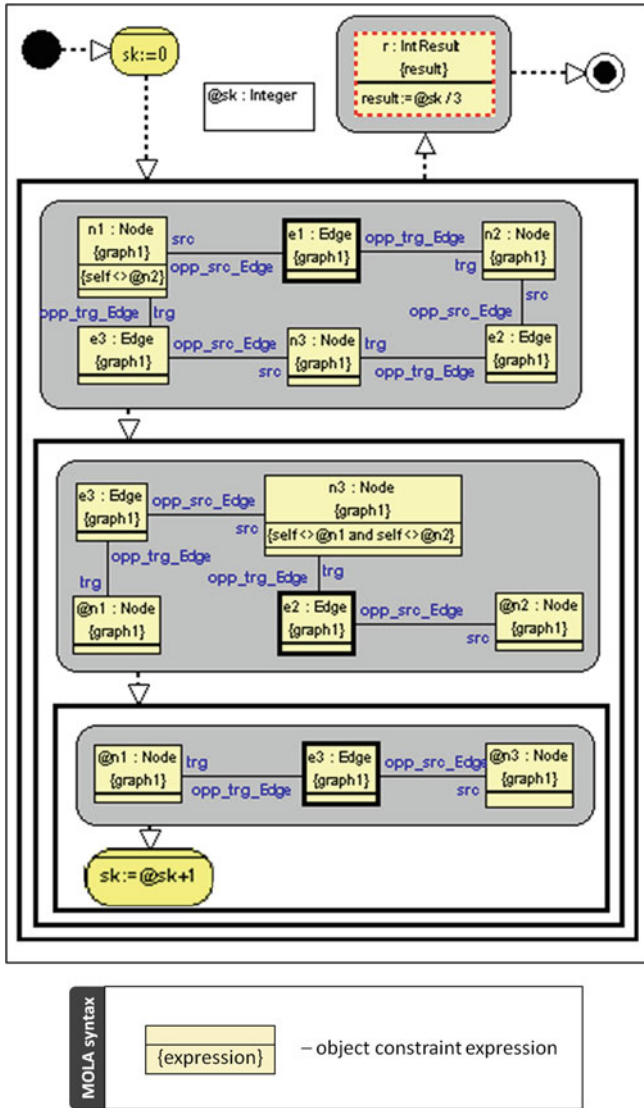 sk:=0
@sk : Integer
r : IntResult
{result}
result:=@sk / 3
n1 : Node
{graph1}
{self<>@n2}
src
opp_src_Edge
e1 : Edge
{graph1}
opp_trg_Edge
trg
n2 : Node
{graph1}
opp_trg_Edge
trg
src
opp_src_Edge
e3 : Edge
{graph1}
opp_src_Edge
src
n3 : Node
{graph1}
trg
opp_trg_Edge
e2 : Edge
{graph1}
e3 : Edge
{graph1}
opp_src_Edge
src
n3 : Node
{graph1}
{self<>@n1 and self<>@n2}
opp_trg_Edge
trg
opp_trg_Edge
trg
@n1 : Node
{graph1}
e2 : Edge
{graph1}
opp_src_Edge
src
@n2 : Node
{graph1}
@n1 : Node
{graph1}
trg
opp_trg_Edge
e3 : Edge
{graph1}
opp_src_Edge
src
@n3 : Node
{graph1}
sk:=@sk+1
MOLA syntax
{expression}
– object constraint expression